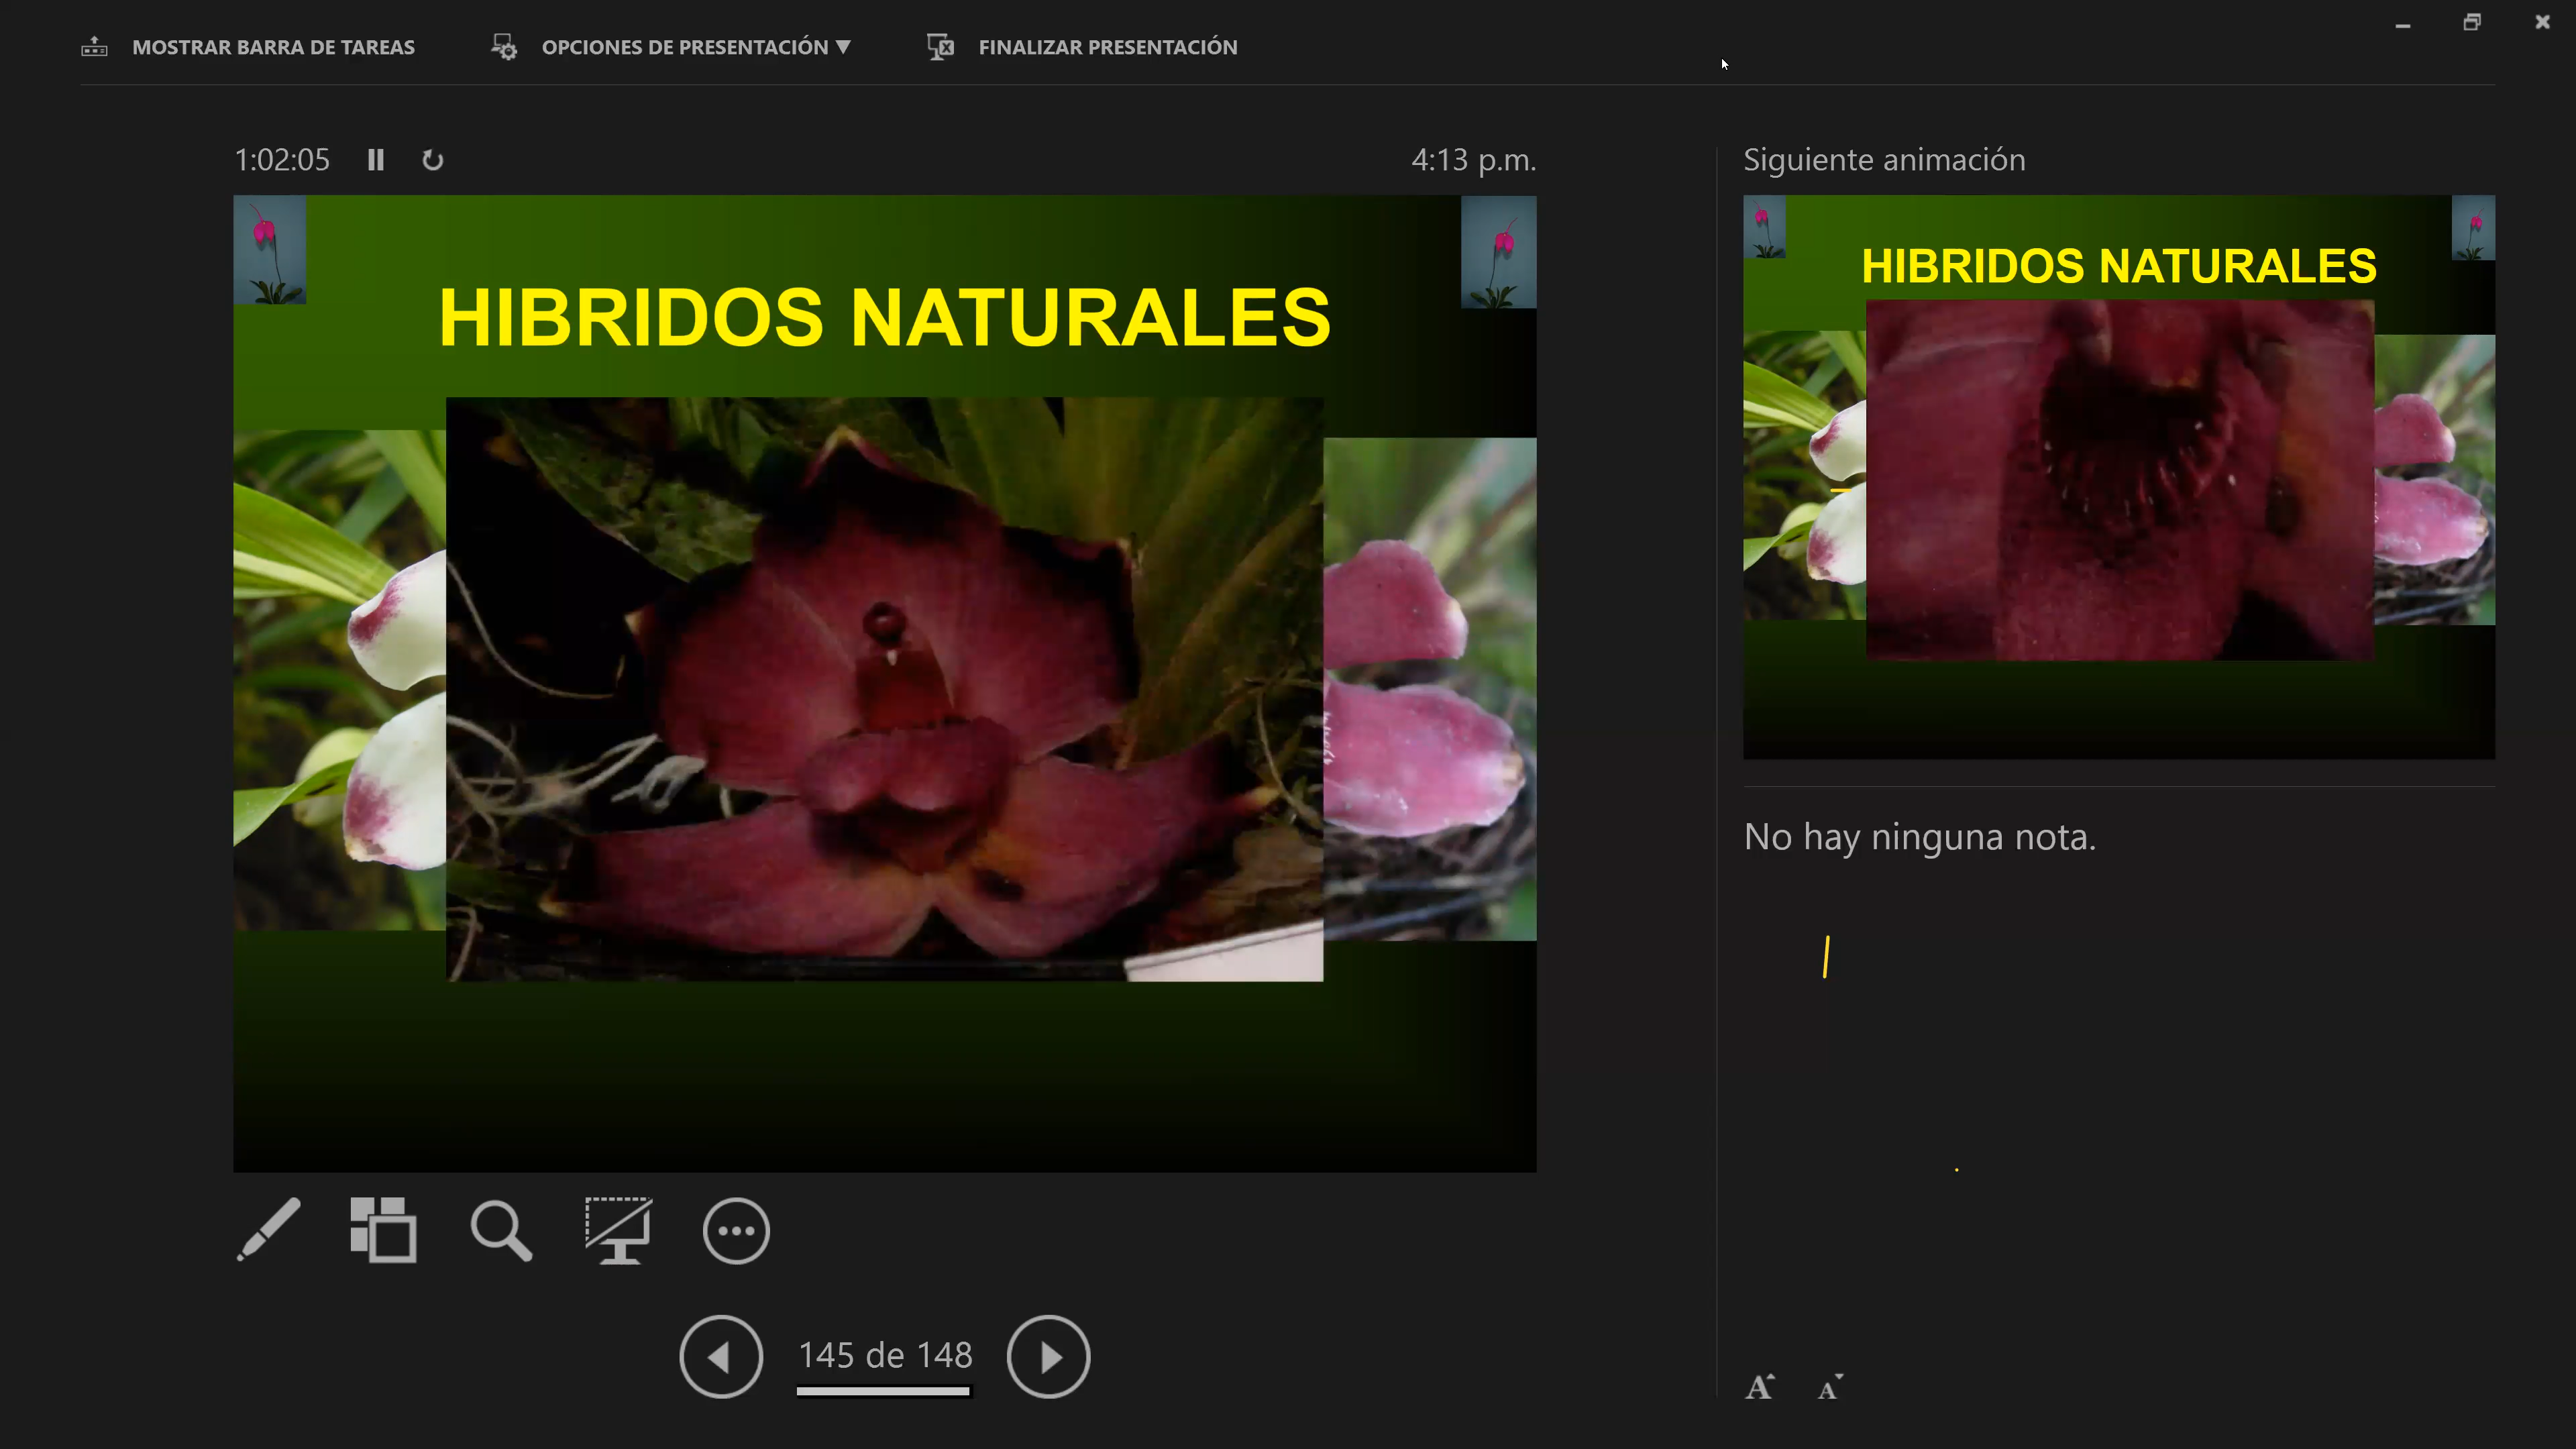 MOSTRAR BARRA DE TAREAS
OPCIONES DE PRESENTACIÓN ▼
FINALIZAR PRESENTACIÓN
1:02:05
4:13 p.m.
Siguiente animación
HIBRIDOS NATURALES
HIBRIDOS NATURALES
No hay ninguna nota.
145 de 148
A A